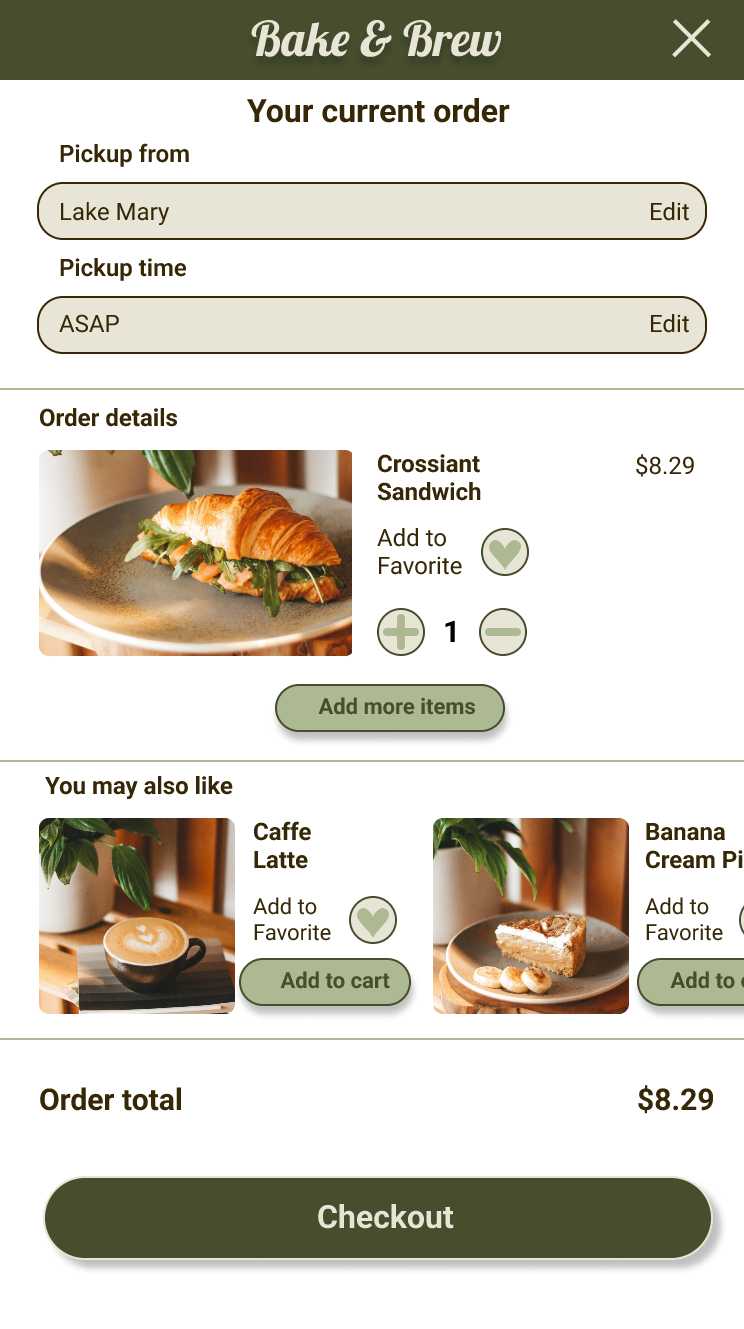 Bake & Brew
Your current order
Pickup from
Lake Mary Edit
Pickup time
ASAP Edit
Order details
Crossiant $8.29
Sandwich
Add to
Favorite
1
Add more items
You may also like
Caffe
Latte
Add to
Favorite
Add to cart
Banana
Cream Pi
Add to
Favorite
Add to
Order total $8.29
Checkout